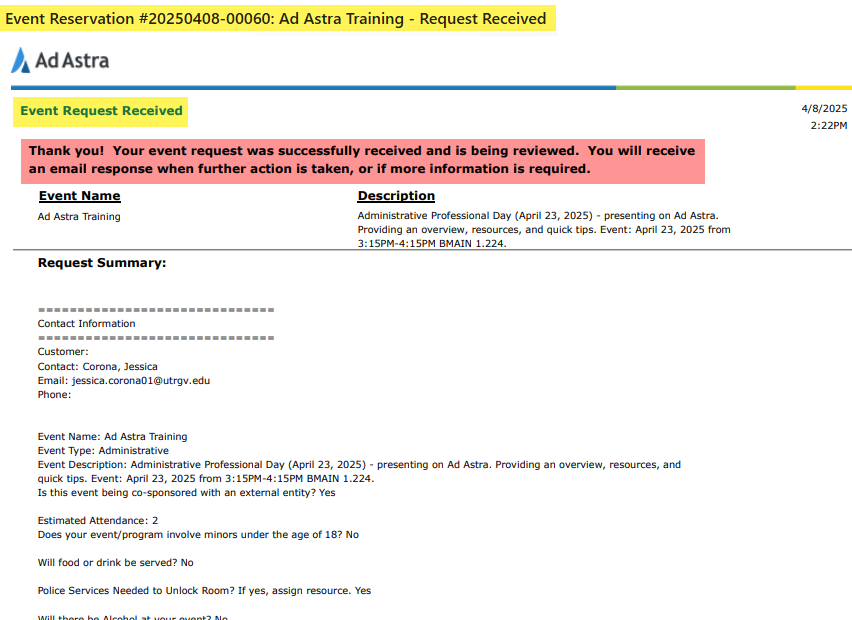 Event Reservation #20250408-00060: Ad Astra Training - Request Received
Ad Astra
Event Request Received
4/8/2025
2:22PM
Thank you!  Your event request was successfully received and is being reviewed.  You will receive
an email response when further action is taken, or if more information is required.
Event Name
Description
Ad Astra Training
Administrative Professional Day (April 23, 2025) - presenting on Ad Astra.
Providing an overview, resources, and quick tips. Event: April 23, 2025 from
3:15PM-4:15PM BMAIN 1.224.
Request Summary:
==============================
Contact Information
==============================
Customer:
Contact: Corona, Jessica
Email: jessica.corona01@utrgv.edu
Phone:
Event Name: Ad Astra Training
Event Type: Administrative
Event Description: Administrative Professional Day (April 23, 2025) - presenting on Ad Astra. Providing an overview, resources, and
quick tips. Event: April 23, 2025 from 3:15PM-4:15PM BMAIN 1.224.
Is this event being co-sponsored with an external entity? Yes
Estimated Attendance: 2
Does your event/program involve minors under the age of 18? No
Will food or drink be served? No
Police Services Needed to Unlock Room? If yes, assign resource. Yes
Will there be Alcohol at your event? No